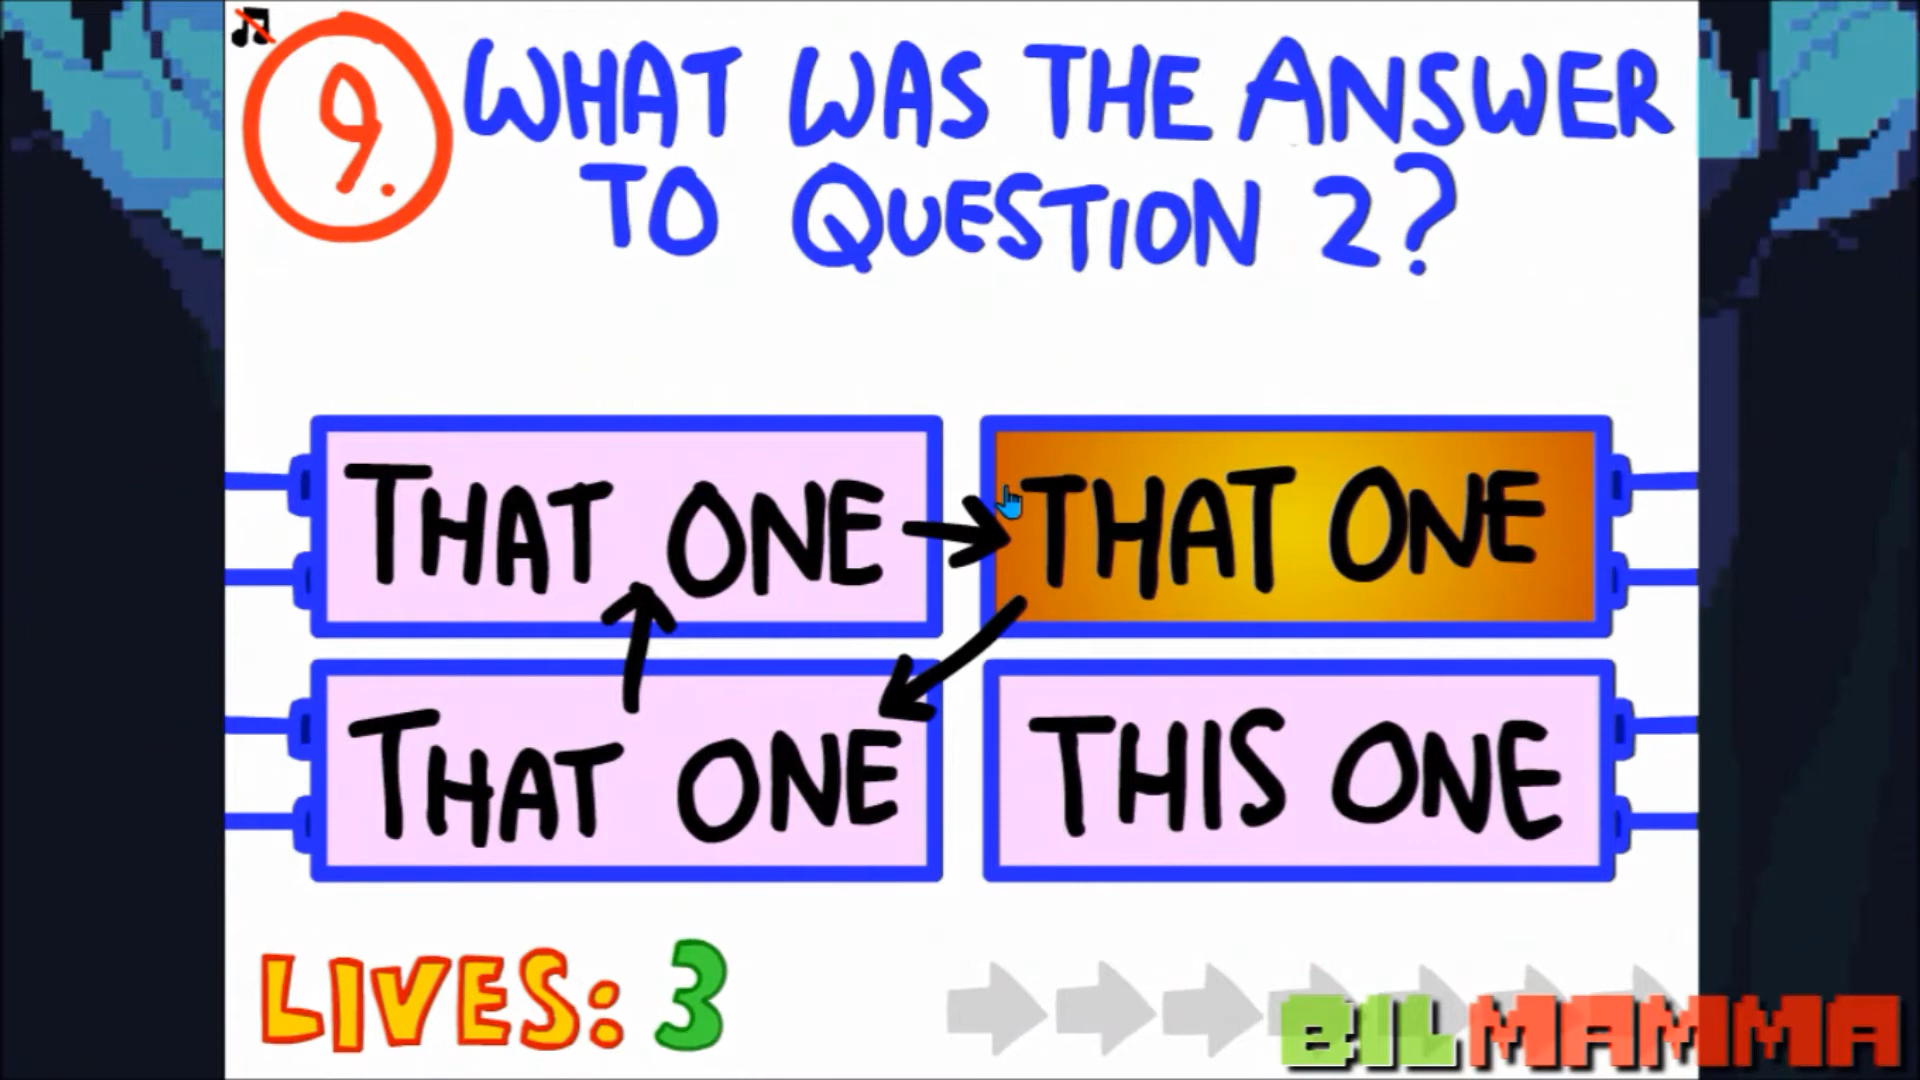 9. WHAT WAS THE ANSWER
TO QUESTION 2?
THAT ONE
THAT ONE
THAT ONE
THIS ONE
LIVES: 3
BILMAMMA